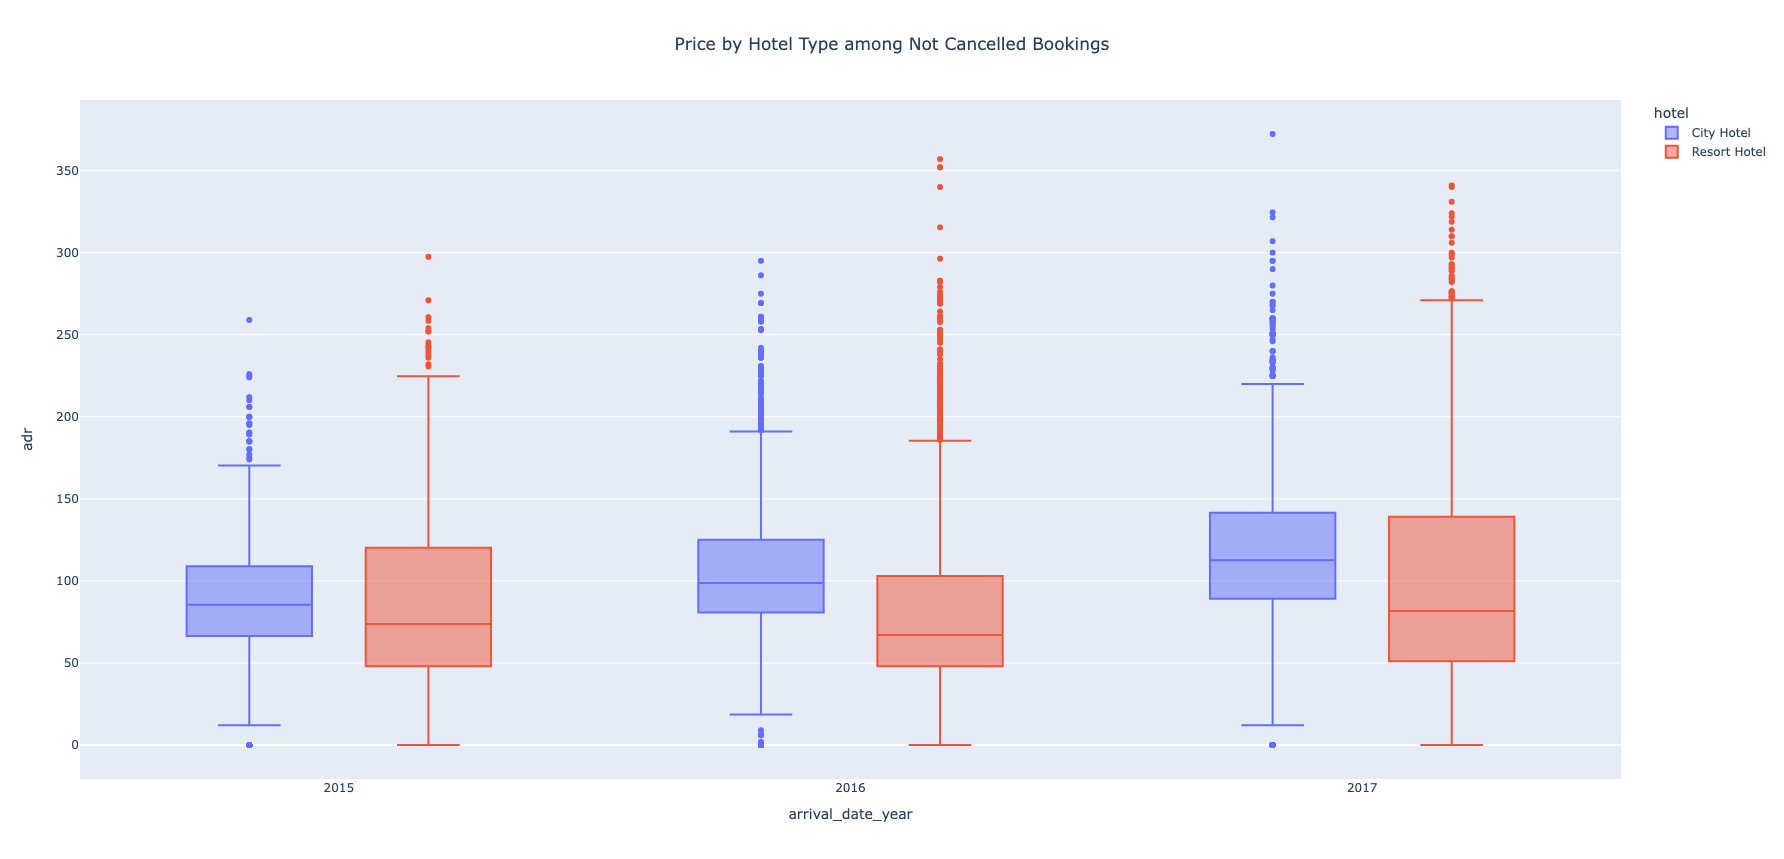 Price by Hotel Type among Not Cancelled Bookings
hotel
City Hotel
Resort Hotel
adr
350
300
250
200
150
100
50
0
2015
2016
2017
arrival_date_year